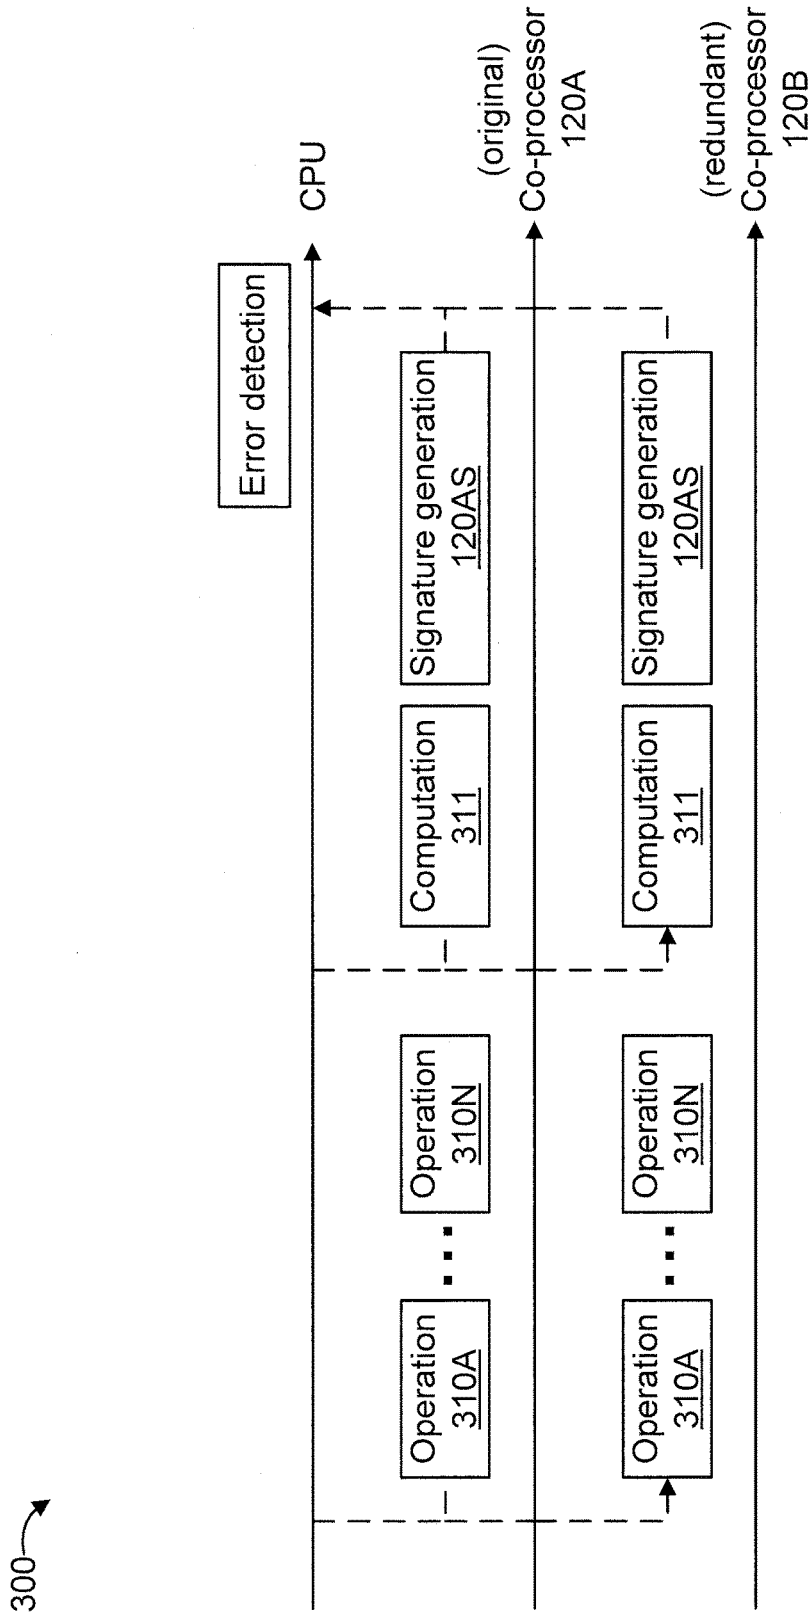 300
CPU
Error detection
Operation
310A
...
Operation
310N
Computation
311
Signature generation
120AS
(original)
Co-processor
120A
Operation
310A
...
Operation
310N
Computation
311
Signature generation
120AS
(redundant)
Co-processor
120B